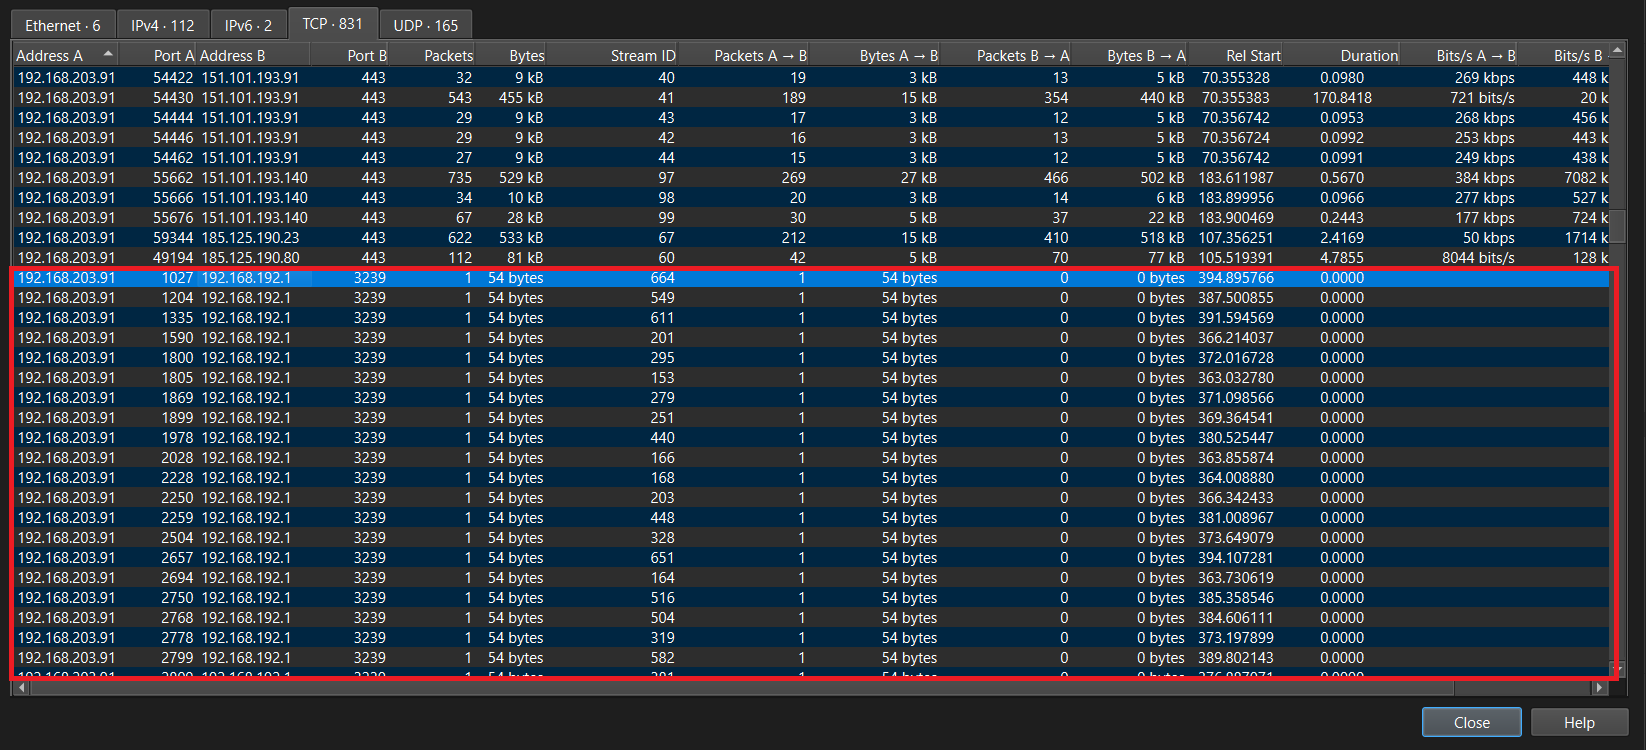 Ethernet · 6 IPv4 · 112 IPv6 · 2 TCP · 831 UDP · 165
Address A Port A Address B Port B Packets Bytes Stream ID Packets A → B Bytes A → B Packets B → A Bytes B → A Rel Start Duration Bits/s A → B Bits/s B
192.168.203.91 54422 151.101.193.91 443 32 9 kB 40 19 3 kB 13 5 kB 70.355328 0.0980 269 kbps 448 k
192.168.203.91 54430 151.101.193.91 443 543 455 kB 41 189 15 kB 354 440 kB 70.355383 170.8418 721 bits/s 20 k
192.168.203.91 54444 151.101.193.91 443 29 9 kB 43 17 3 kB 12 5 kB 70.356742 0.0953 268 kbps 456 k
192.168.203.91 54446 151.101.193.91 443 29 9 kB 42 16 3 kB 13 5 kB 70.356724 0.0992 253 kbps 443 k
192.168.203.91 54462 151.101.193.91 443 27 9 kB 44 15 3 kB 12 5 kB 70.356742 0.0991 249 kbps 438 k
192.168.203.91 55662 151.101.193.140 443 735 529 kB 97 269 27 kB 466 502 kB 183.611987 0.5670 384 kbps 7082 k
192.168.203.91 55666 151.101.193.140 443 34 10 kB 98 20 3 kB 14 6 kB 183.899956 0.0966 277 kbps 527 k
192.168.203.91 55676 151.101.193.140 443 67 28 kB 99 30 5 kB 37 22 kB 183.900469 0.2443 177 kbps 724 k
192.168.203.91 59344 185.125.190.23 443 622 533 kB 67 212 15 kB 410 518 kB 107.356251 2.4169 50 kbps 1714 k
192.168.203.91 49194 185.125.190.80 443 112 81 kB 60 42 5 kB 70 77 kB 105.519391 4.7855 8044 bits/s 128 k
192.168.203.91 1027 192.168.192.1 3239 1 54 bytes 664 1 54 bytes 0 0 bytes 394.895766 0.0000
192.168.203.91 1204 192.168.192.1 3239 1 54 bytes 549 1 54 bytes 0 0 bytes 387.500855 0.0000
192.168.203.91 1335 192.168.192.1 3239 1 54 bytes 611 1 54 bytes 0 0 bytes 391.594569 0.0000
192.168.203.91 1590 192.168.192.1 3239 1 54 bytes 201 1 54 bytes 0 0 bytes 366.214037 0.0000
192.168.203.91 1800 192.168.192.1 3239 1 54 bytes 295 1 54 bytes 0 0 bytes 372.016728 0.0000
192.168.203.91 1805 192.168.192.1 3239 1 54 bytes 153 1 54 bytes 0 0 bytes 363.032780 0.0000
192.168.203.91 1869 192.168.192.1 3239 1 54 bytes 279 1 54 bytes 0 0 bytes 371.098566 0.0000
192.168.203.91 1899 192.168.192.1 3239 1 54 bytes 251 1 54 bytes 0 0 bytes 369.364541 0.0000
192.168.203.91 1978 192.168.192.1 3239 1 54 bytes 440 1 54 bytes 0 0 bytes 380.525447 0.0000
192.168.203.91 2028 192.168.192.1 3239 1 54 bytes 166 1 54 bytes 0 0 bytes 363.855874 0.0000
192.168.203.91 2228 192.168.192.1 3239 1 54 bytes 168 1 54 bytes 0 0 bytes 364.008880 0.0000
192.168.203.91 2250 192.168.192.1 3239 1 54 bytes 203 1 54 bytes 0 0 bytes 366.342433 0.0000
192.168.203.91 2259 192.168.192.1 3239 1 54 bytes 448 1 54 bytes 0 0 bytes 381.008967 0.0000
192.168.203.91 2504 192.168.192.1 3239 1 54 bytes 328 1 54 bytes 0 0 bytes 373.649079 0.0000
192.168.203.91 2657 192.168.192.1 3239 1 54 bytes 651 1 54 bytes 0 0 bytes 394.107281 0.0000
192.168.203.91 2694 192.168.192.1 3239 1 54 bytes 164 1 54 bytes 0 0 bytes 363.730619 0.0000
192.168.203.91 2750 192.168.192.1 3239 1 54 bytes 516 1 54 bytes 0 0 bytes 385.358546 0.0000
192.168.203.91 2768 192.168.192.1 3239 1 54 bytes 504 1 54 bytes 0 0 bytes 384.606111 0.0000
192.168.203.91 2778 192.168.192.1 3239 1 54 bytes 319 1 54 bytes 0 0 bytes 373.197899 0.0000
192.168.203.91 2799 192.168.192.1 3239 1 54 bytes 582 1 54 bytes 0 0 bytes 389.802143 0.0000
Close Help